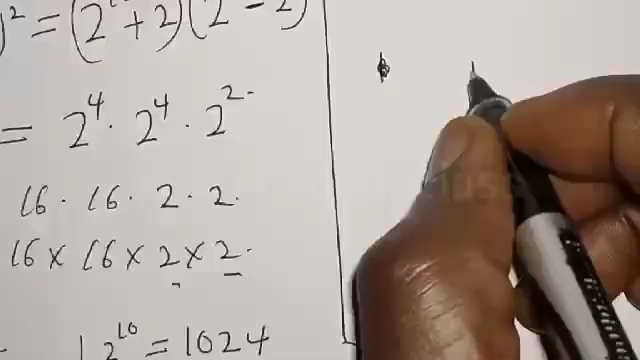 )² = (2¹⁰ + 2)(2 - 2)
= 2⁴ · 2⁴ · 2² ·
16 · 16 · 2 · 2 ·
16 × 16 × 2 × 2 ·
2¹⁰ = 1024